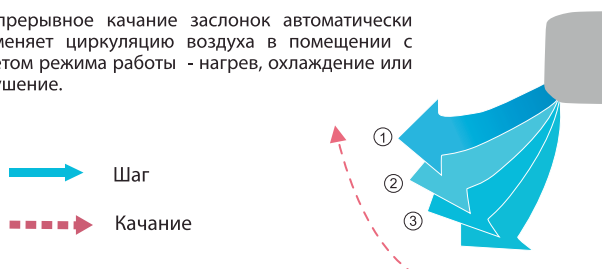 прерывное качание заслонок автоматически
меняет циркуляцию воздуха в помещении с
етом режима работы - нагрев, охлаждение или
ушение.
1
2
Шаг
3
Качание